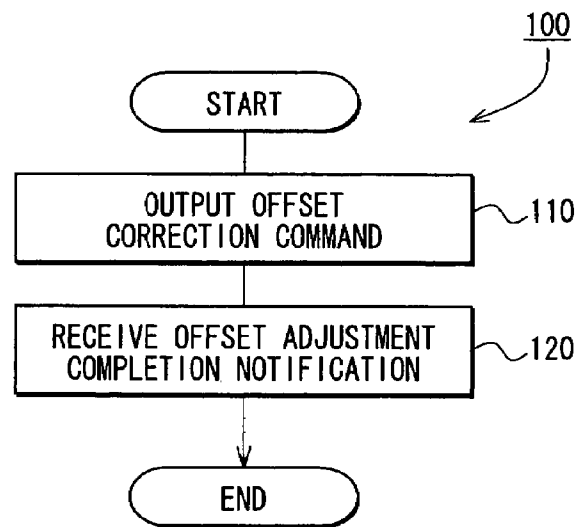 100
START
OUTPUT OFFSET
CORRECTION COMMAND
110
RECEIVE OFFSET ADJUSTMENT
COMPLETION NOTIFICATION
120
END